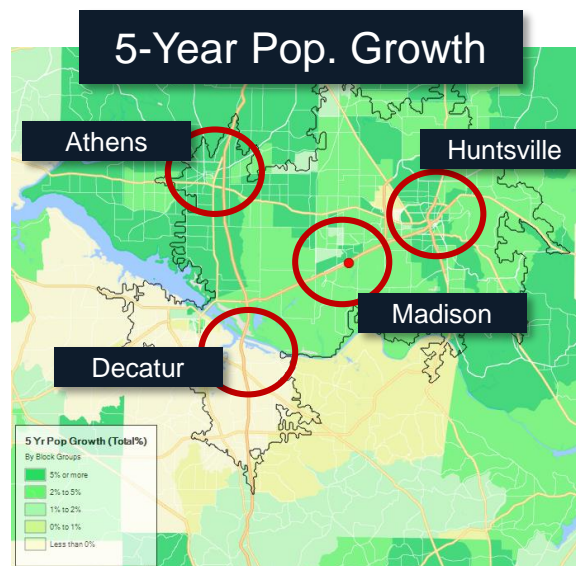 5-Year Pop. Growth
Athens
Huntsville
Madison
Decatur
5 Yr Pop Growth (Total%)
By Block Groups
5% or more
2% to 5%
1% to 2%
0% to 1%
Less than 0%